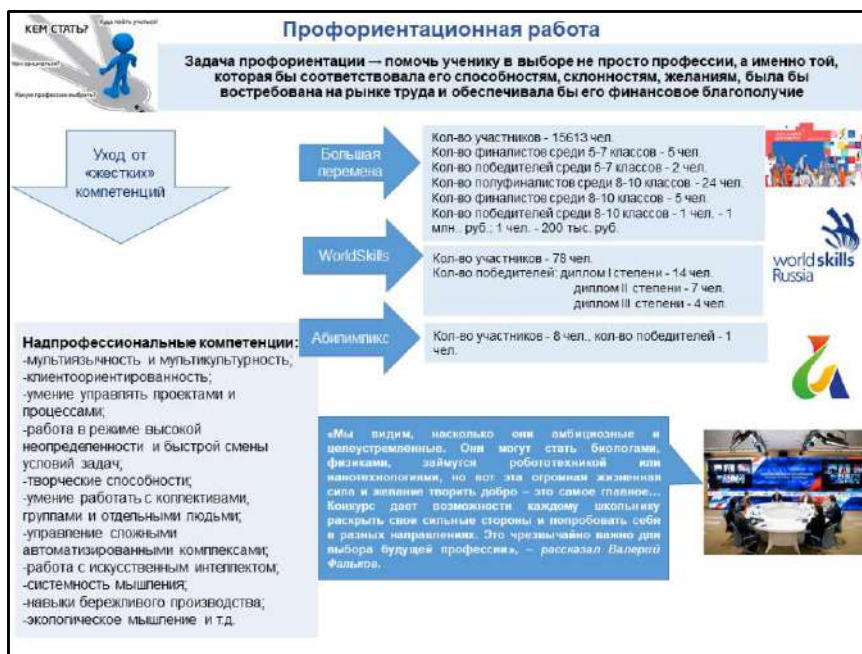 КЕМ СТАТЬ?
Куда пойти учиться?
Какую профессию выбрать?
Профориентационная работа
Задача профориентации — помочь ученику в выборе не просто профессии, а именно той,
которая бы соответствовала его способностям, склонностям, желаниям, была бы
востребована на рынке труда и обеспечивала бы его финансовое благополучие
Уход от
«жестких»
компетенций
Большая
перемена
Кол-во участников - 15613 чел.
Кол-во финалистов среди 5-7 классов - 5 чел.
Кол-во победителей среди 5-7 классов - 2 чел.
Кол-во полуфиналистов среди 8-10 классов - 24 чел.
Кол-во финалистов среди 8-10 классов - 5 чел.
Кол-во победителей среди 8-10 классов - 1 чел. - 1
млн.. руб.; 1 чел. - 200 тыс. руб.
WorldSkills
Кол-во участников - 78 чел.
Кол-во победителей: диплом I степени - 14 чел.
диплом II степени - 7 чел.
диплом III степени - 4 чел.
world skills
Russia
Абилимпикс
Кол-во участников - 8 чел., кол-во победителей - 1
чел.
Надпрофессиональные компетенции:
-мультиязычность и мультикультурность;
-клиентоориентированность;
-умение управлять проектами и
процессами;
-работа в режиме высокой
неопределенности и быстрой смены
условий задач;
-творческие способности;
-умение работать с коллективами,
группами и отдельными людьми;
-управление сложными
автоматизированными комплексами;
-работа с искусственным интеллектом;
-системность мышления;
-навыки бережливого производства;
-экологическое мышление и т.д.
«Мы видим, насколько они амбициозные и
целеустремлённые. Они могут стать биологами,
физиками, займутся робототехникой или
нанотехнологиями, но вот эта огромная жизненная
сила и желание творить добро – это самое главное…
Конкурс дает возможности каждому школьнику
раскрыть свои сильные стороны и попробовать себя
в разных направлениях. Это чрезвычайно важно для
выбора будущей профессии», – рассказал Валерий
Фальков.